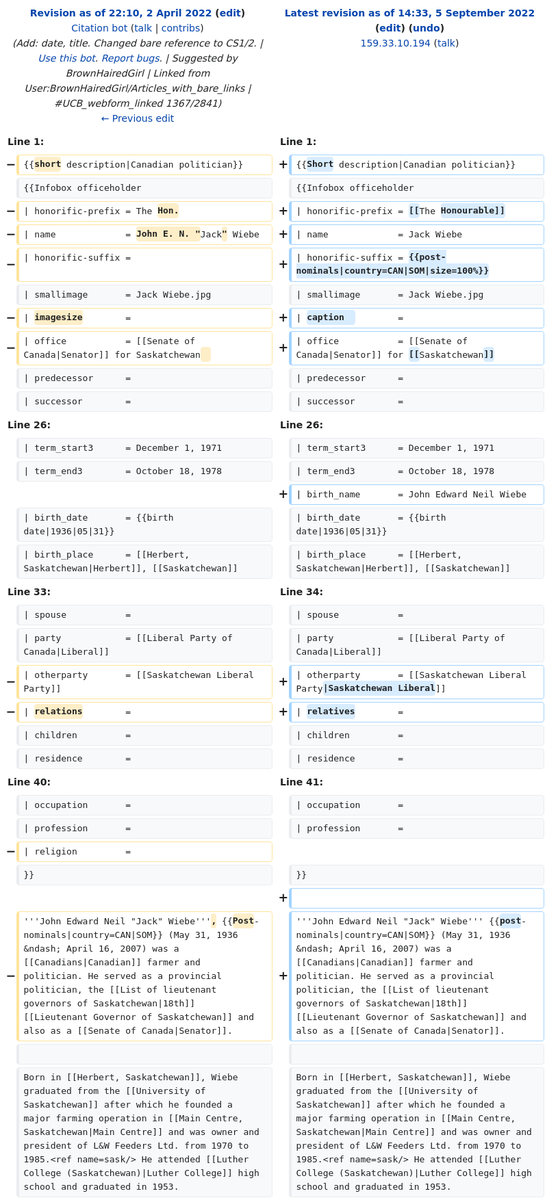 Revision as of 22:10, 2 April 2022 (edit)
Citation bot (talk | contribs)
(Add: date, title. Changed bare reference to CS1/2. |
Use this bot. Report bugs. | Suggested by
BrownHairedGirl | Linked from
User:BrownHairedGirl/Articles_with_bare_links |
#UCB_webform_linked 1367/2841)
← Previous edit
Latest revision as of 14:33, 5 September 2022
(edit) (undo)
159.33.10.194 (talk)
Line 1:
Line 1:
− {{short description|Canadian politician}}
+ {{Short description|Canadian politician}}
{{Infobox officeholder
{{Infobox officeholder
− | honorific-prefix = The Hon.
+ | honorific-prefix = [[The Honourable]]
− | name = John E. N. "Jack" Wiebe
+ | name = Jack Wiebe
− | honorific-suffix =
+ | honorific-suffix = {{post-
nominals|country=CAN|SOM|size=100%}}
| smallimage = Jack Wiebe.jpg
| smallimage = Jack Wiebe.jpg
− | imagesize =
+ | caption =
− | office = [[Senate of
Canada|Senator]] for Saskatchewan
+ | office = [[Senate of
Canada|Senator]] for [[Saskatchewan]]
| predecessor =
| predecessor =
| successor =
| successor =
Line 26:
Line 26:
| term_start3 = December 1, 1971
| term_start3 = December 1, 1971
| term_end3 = October 18, 1978
| term_end3 = October 18, 1978
+ | birth_name = John Edward Neil Wiebe
| birth_date = {{birth
date|1936|05|31}}
| birth_date = {{birth
date|1936|05|31}}
| birth_place = [[Herbert,
Saskatchewan|Herbert]], [[Saskatchewan]]
| birth_place = [[Herbert,
Saskatchewan|Herbert]], [[Saskatchewan]]
Line 33:
Line 34:
| spouse =
| spouse =
| party = [[Liberal Party of
Canada|Liberal]]
| party = [[Liberal Party of
Canada|Liberal]]
− | otherparty = [[Saskatchewan Liberal
Party]]
+ | otherparty = [[Saskatchewan Liberal
Party|Saskatchewan Liberal]]
− | relations =
+ | relatives =
| children =
| children =
| residence =
| residence =
Line 40:
Line 41:
| occupation =
| occupation =
| profession =
| profession =
− | religion =
}}
}}
+
− '''John Edward Neil "Jack" Wiebe''', {{Post-
nominals|country=CAN|SOM}} (May 31, 1936
&ndash; April 16, 2007) was a
[[Canadians|Canadian]] farmer and
politician. He served as a provincial
politician, the [[List of lieutenant
governors of Saskatchewan|18th]]
[[Lieutenant Governor of Saskatchewan]] and
also as a [[Senate of Canada|Senator]].
+ '''John Edward Neil "Jack" Wiebe''' {{post-
nominals|country=CAN|SOM}} (May 31, 1936
&ndash; April 16, 2007) was a
[[Canadians|Canadian]] farmer and
politician. He served as a provincial
politician, the [[List of lieutenant
governors of Saskatchewan|18th]]
[[Lieutenant Governor of Saskatchewan]] and
also as a [[Senate of Canada|Senator]].
Born in [[Herbert, Saskatchewan]], Wiebe
graduated from the [[University of
Saskatchewan]] after which he founded a
major farming operation in [[Main Centre,
Saskatchewan|Main Centre]] and was owner and
president of L&W Feeders Ltd. from 1970 to
1985.<ref name=sask/> He attended [[Luther
College (Saskatchewan)|Luther College]] high
school and graduated in 1953.
Born in [[Herbert, Saskatchewan]], Wiebe
graduated from the [[University of
Saskatchewan]] after which he founded a
major farming operation in [[Main Centre,
Saskatchewan|Main Centre]] and was owner and
president of L&W Feeders Ltd. from 1970 to
1985.<ref name=sask/> He attended [[Luther
College (Saskatchewan)|Luther College]] high
school and graduated in 1953.